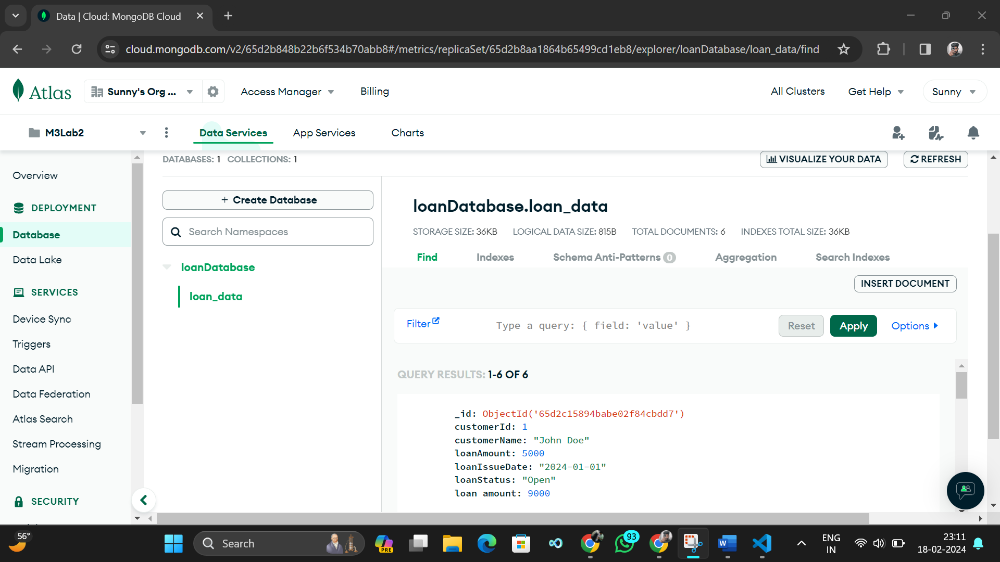 Data | Cloud: MongoDB Cloud
cloud.mongodb.com/v2/65d2b848b22b6f534b70abb8#/metrics/replicaSet/65d2b8aa1864b65499cd1eb8/explorer/loanDatabase/loan_data/find
Atlas
Sunny's Org ...
Access Manager
Billing
All Clusters
Get Help
Sunny
M3Lab2
Data Services
App Services
Charts
DATABASES: 1 COLLECTIONS: 1
VISUALIZE YOUR DATA
REFRESH
Overview
DEPLOYMENT
Database
Data Lake
SERVICES
Device Sync
Triggers
Data API
Data Federation
Atlas Search
Stream Processing
Migration
SECURITY
+ Create Database
Search Namespaces
loanDatabase
loan_data
loanDatabase.loan_data
STORAGE SIZE: 36KB LOGICAL DATA SIZE: 815B TOTAL DOCUMENTS: 6 INDEXES TOTAL SIZE: 36KB
Find
Indexes
Schema Anti-Patterns 0
Aggregation
Search Indexes
INSERT DOCUMENT
Filter
Type a query: { field: 'value' }
Reset
Apply
Options
QUERY RESULTS: 1-6 OF 6
_id: ObjectId('65d2c15894babe02f84cbdd7')
customerId: 1
customerName: "John Doe"
loanAmount: 5000
loanIssueDate: "2024-01-01"
loanStatus: "Open"
loan amount: 9000
56°
Search
PRE
93
ENG
IN
23:11
18-02-2024